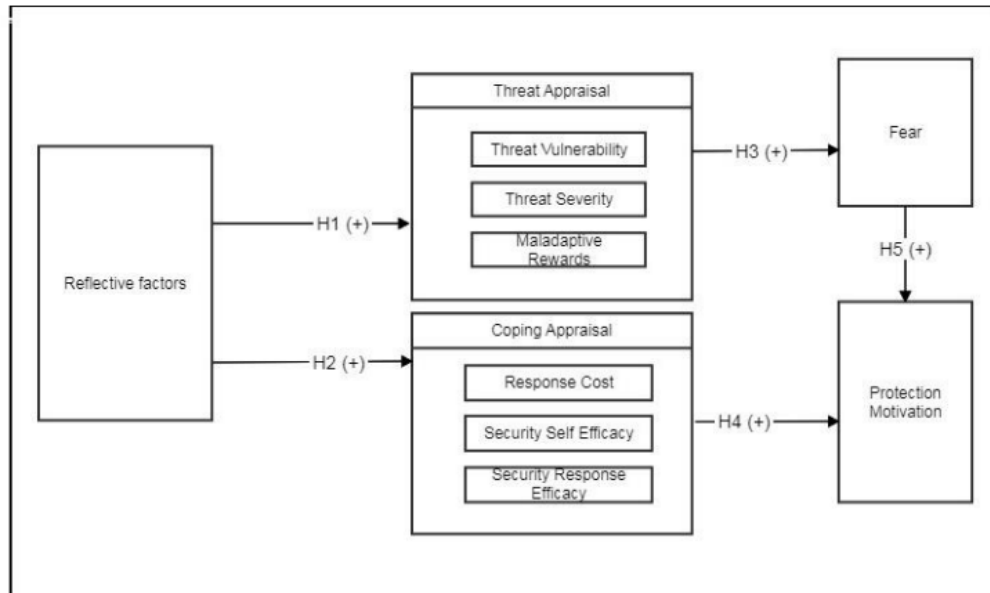 Threat Appraisal
Threat Vulnerability
Threat Severity
Maladaptive
Rewards
Fear
H3 (+)
H1 (+)
H5 (+)
Reflective factors
H2 (+)
Coping Appraisal
Response Cost
Security Self Efficacy
Security Response
Efficacy
H4 (+)
Protection
Motivation